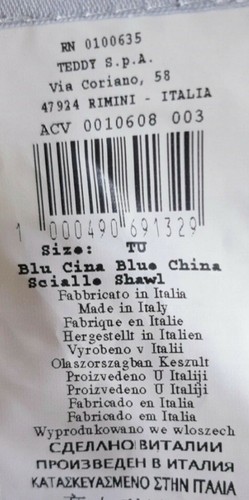 RN 0100635
TEDDY S.p.A.
Via Coriano, 58
47924 RIMINI - ITALIA
ACV 0010608 003
1 000490 691329
Size: TU
Blu Cina Blue China
Scialle Shawl
Fabbricato in Italia
Made in Italy
Fabrique en Italie
Hergestellt in Italien
Vyrobeno v Italii
Olaszorszagban Keszult
Proizvedeno U Italiji
Proizvedeno U Italiji
Fabricado en Italia
Fabricado em Italia
Wyprodukowano we wloszech
СДЕЛАНО ВИТАЛИИ
ПРОИЗВЕДЕН В ИТАЛИЯ
ΚΑΤΑΣΚΕΥΑΣΜΕΝΟ ΣΤΗΝ ΙΤΑΛΙΑ